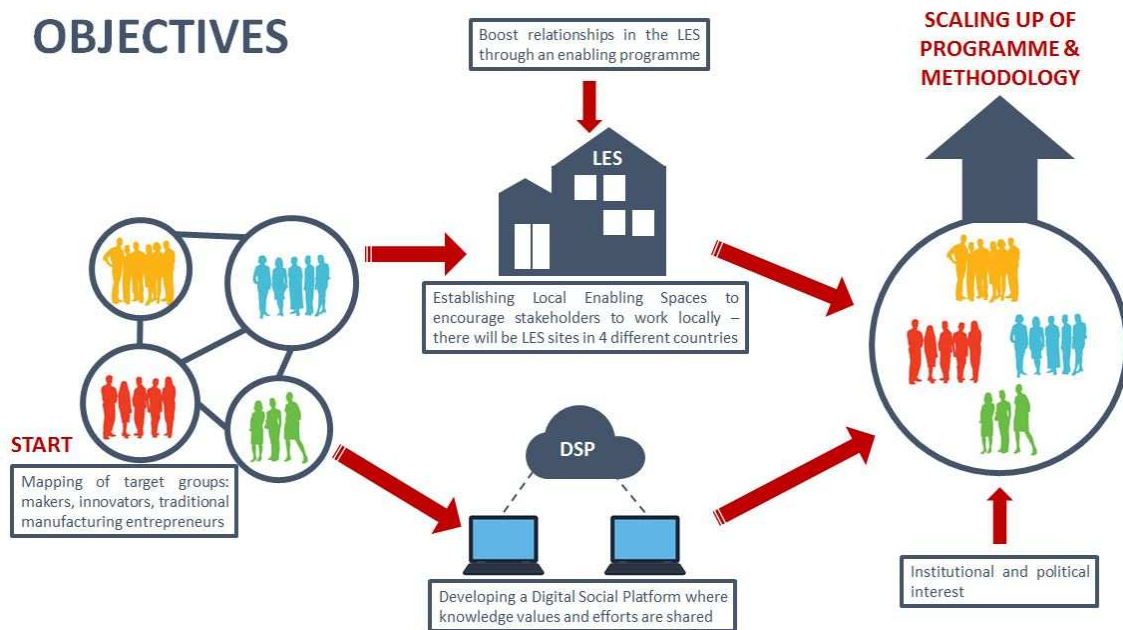 OBJECTIVES
Boost relationships in the LES
through an enabling programme
SCALING UP OF
PROGRAMME &
METHODOLOGY
LES
Establishing Local Enabling Spaces to
encourage stakeholders to work locally –
there will be LES sites in 4 different countries
START
Mapping of target groups:
makers, innovators, traditional
manufacturing entrepreneurs
DSP
Developing a Digital Social Platform where
knowledge values and efforts are shared
Institutional and political
interest